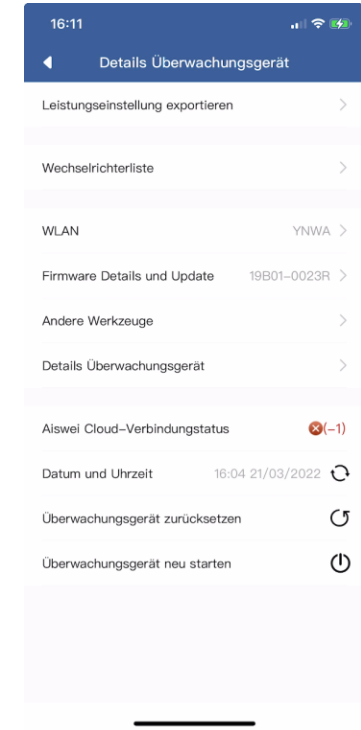 16:11
Details Überwachungsgerät
Leistungseinstellung exportieren
Wechselrichterliste
WLAN YNWA
Firmware Details und Update 19B01-0023R
Andere Werkzeuge
Details Überwachungsgerät
Aiswei Cloud-Verbindungstatus (-1)
Datum und Uhrzeit 16:04 21/03/2022
Überwachungsgerät zurücksetzen
Überwachungsgerät neu starten